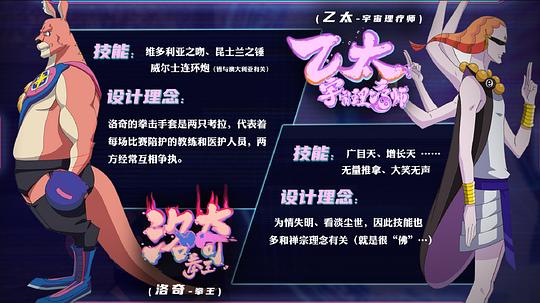 技能：
维多利亚之吻、昆士兰之锤
威尔士连环炮（皆与澳大利亚有关）
设计理念：
洛奇的拳击手套是两只考拉，代表着
每场比赛陪护的教练和医护人员，两
方经常互相争执。
洛奇
拳王
（洛奇-拳王）
（乙太-宇宙理疗师）
乙太
宇宙理疗师
技能：
广目天、增长天 ……
无量推拿、大笑无声
设计理念：
为情失明、看淡尘世，因此技能也
多和禅宗理念有关（就是很“佛”…）